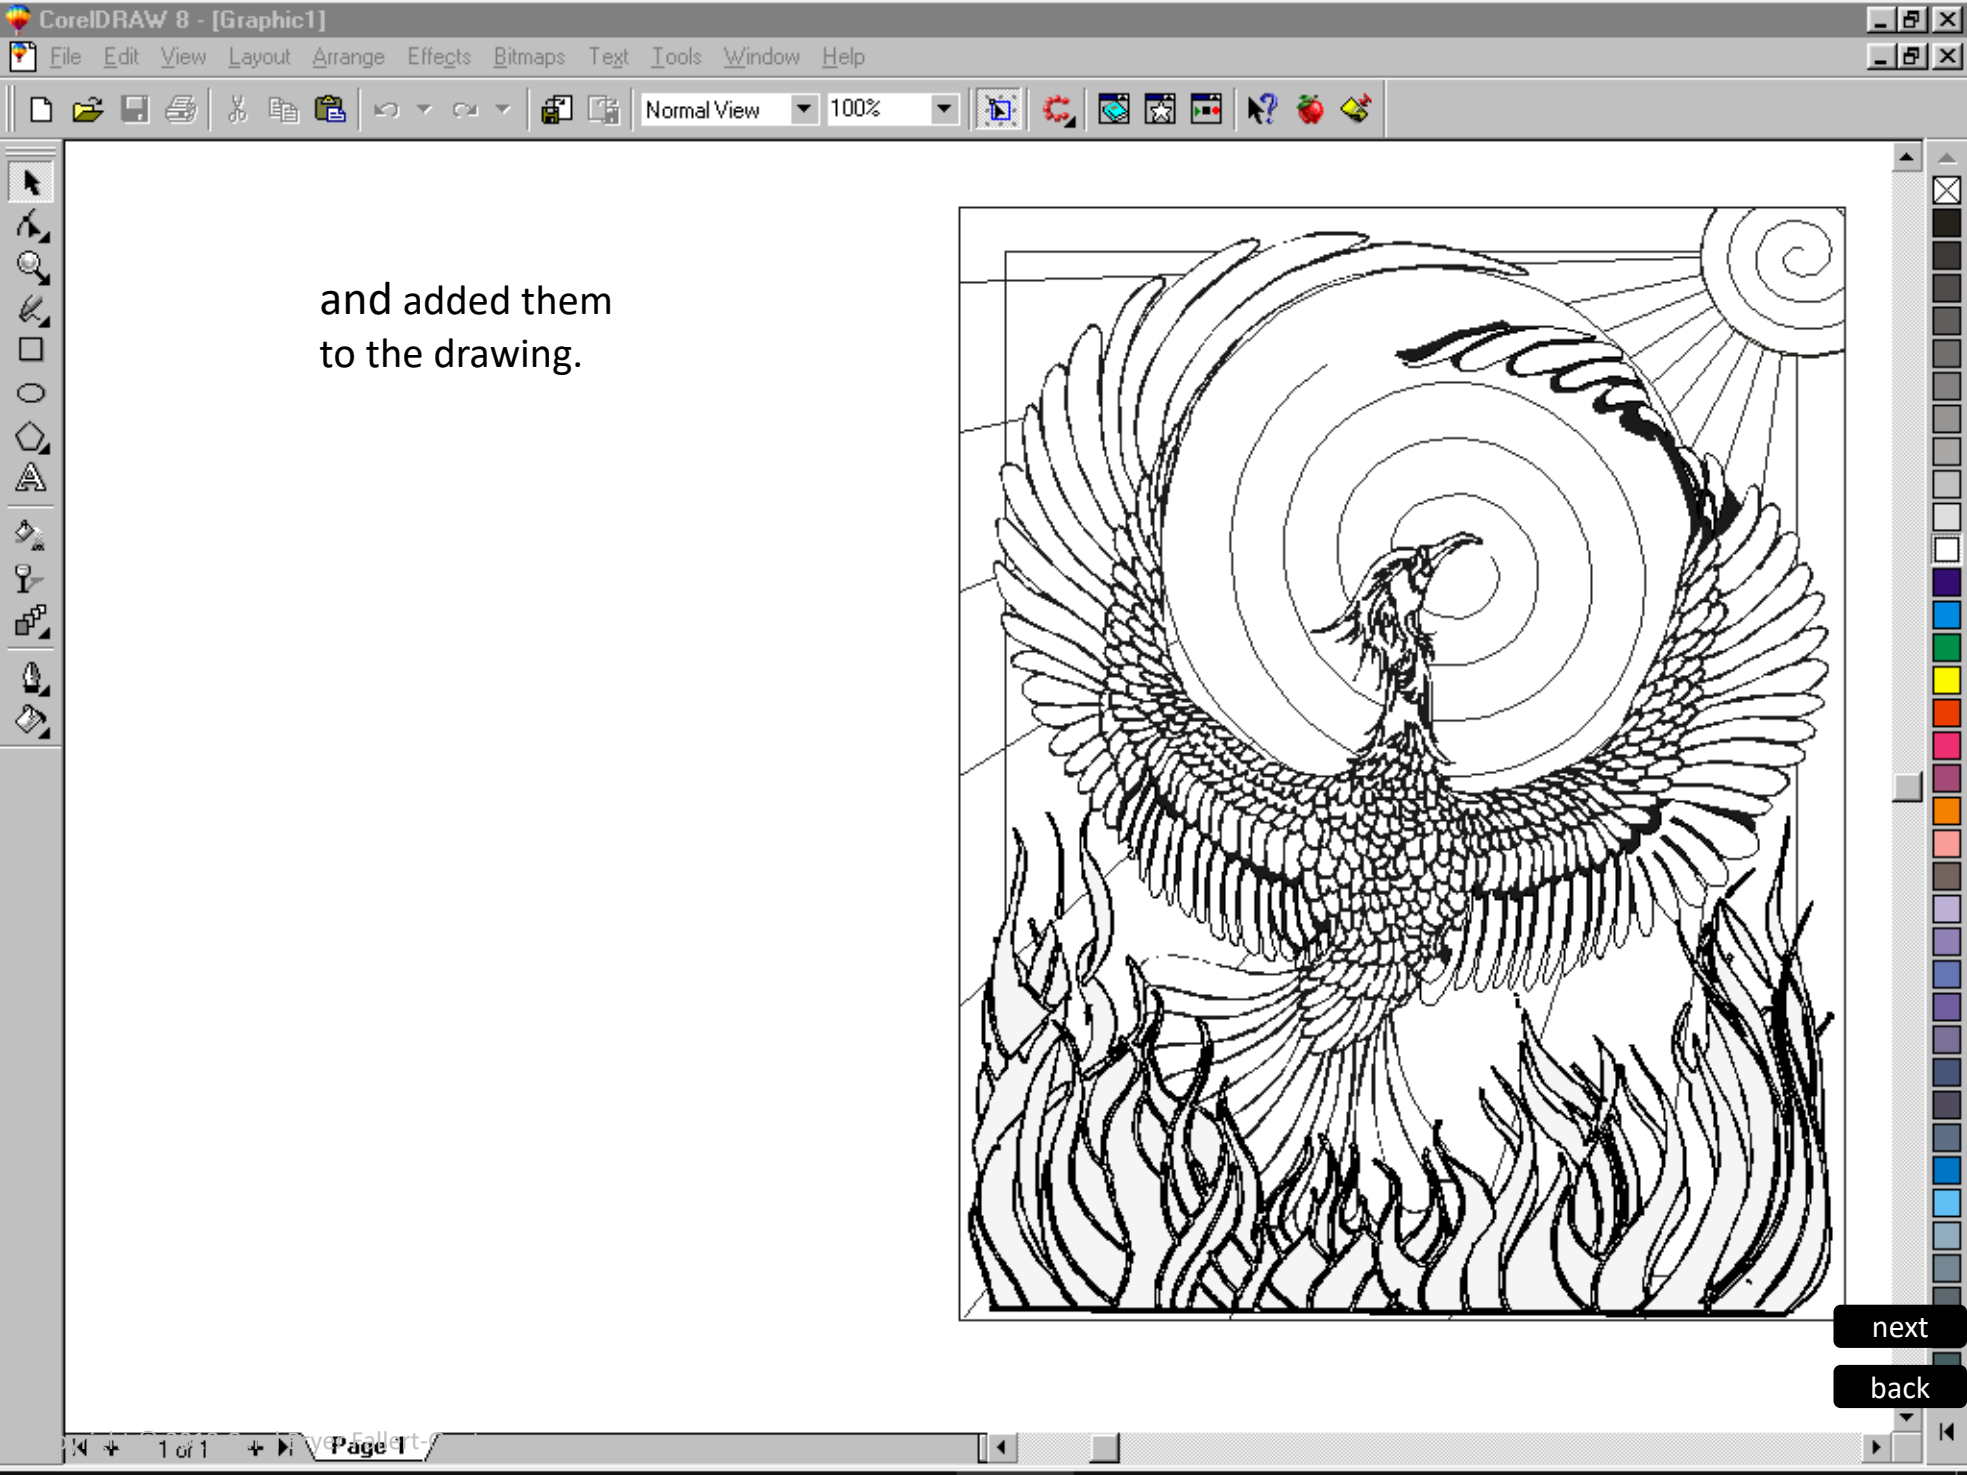 CorelDRAW 8 - [Graphic1]
File Edit View Layout Arrange Effects Bitmaps Text Tools Window Help
Normal View 100%
and added them
to the drawing.
next
back
1 of 1 Page 1